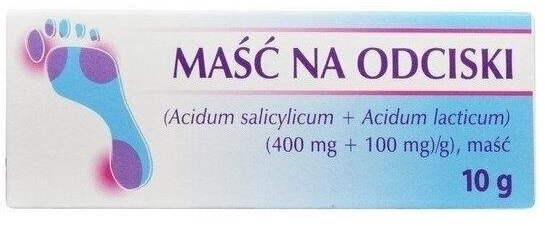 MAŚĆ NA ODCISKI
(Acidum salicylicum + Acidum lacticum)
(400 mg + 100 mg)/g), maść
10 g